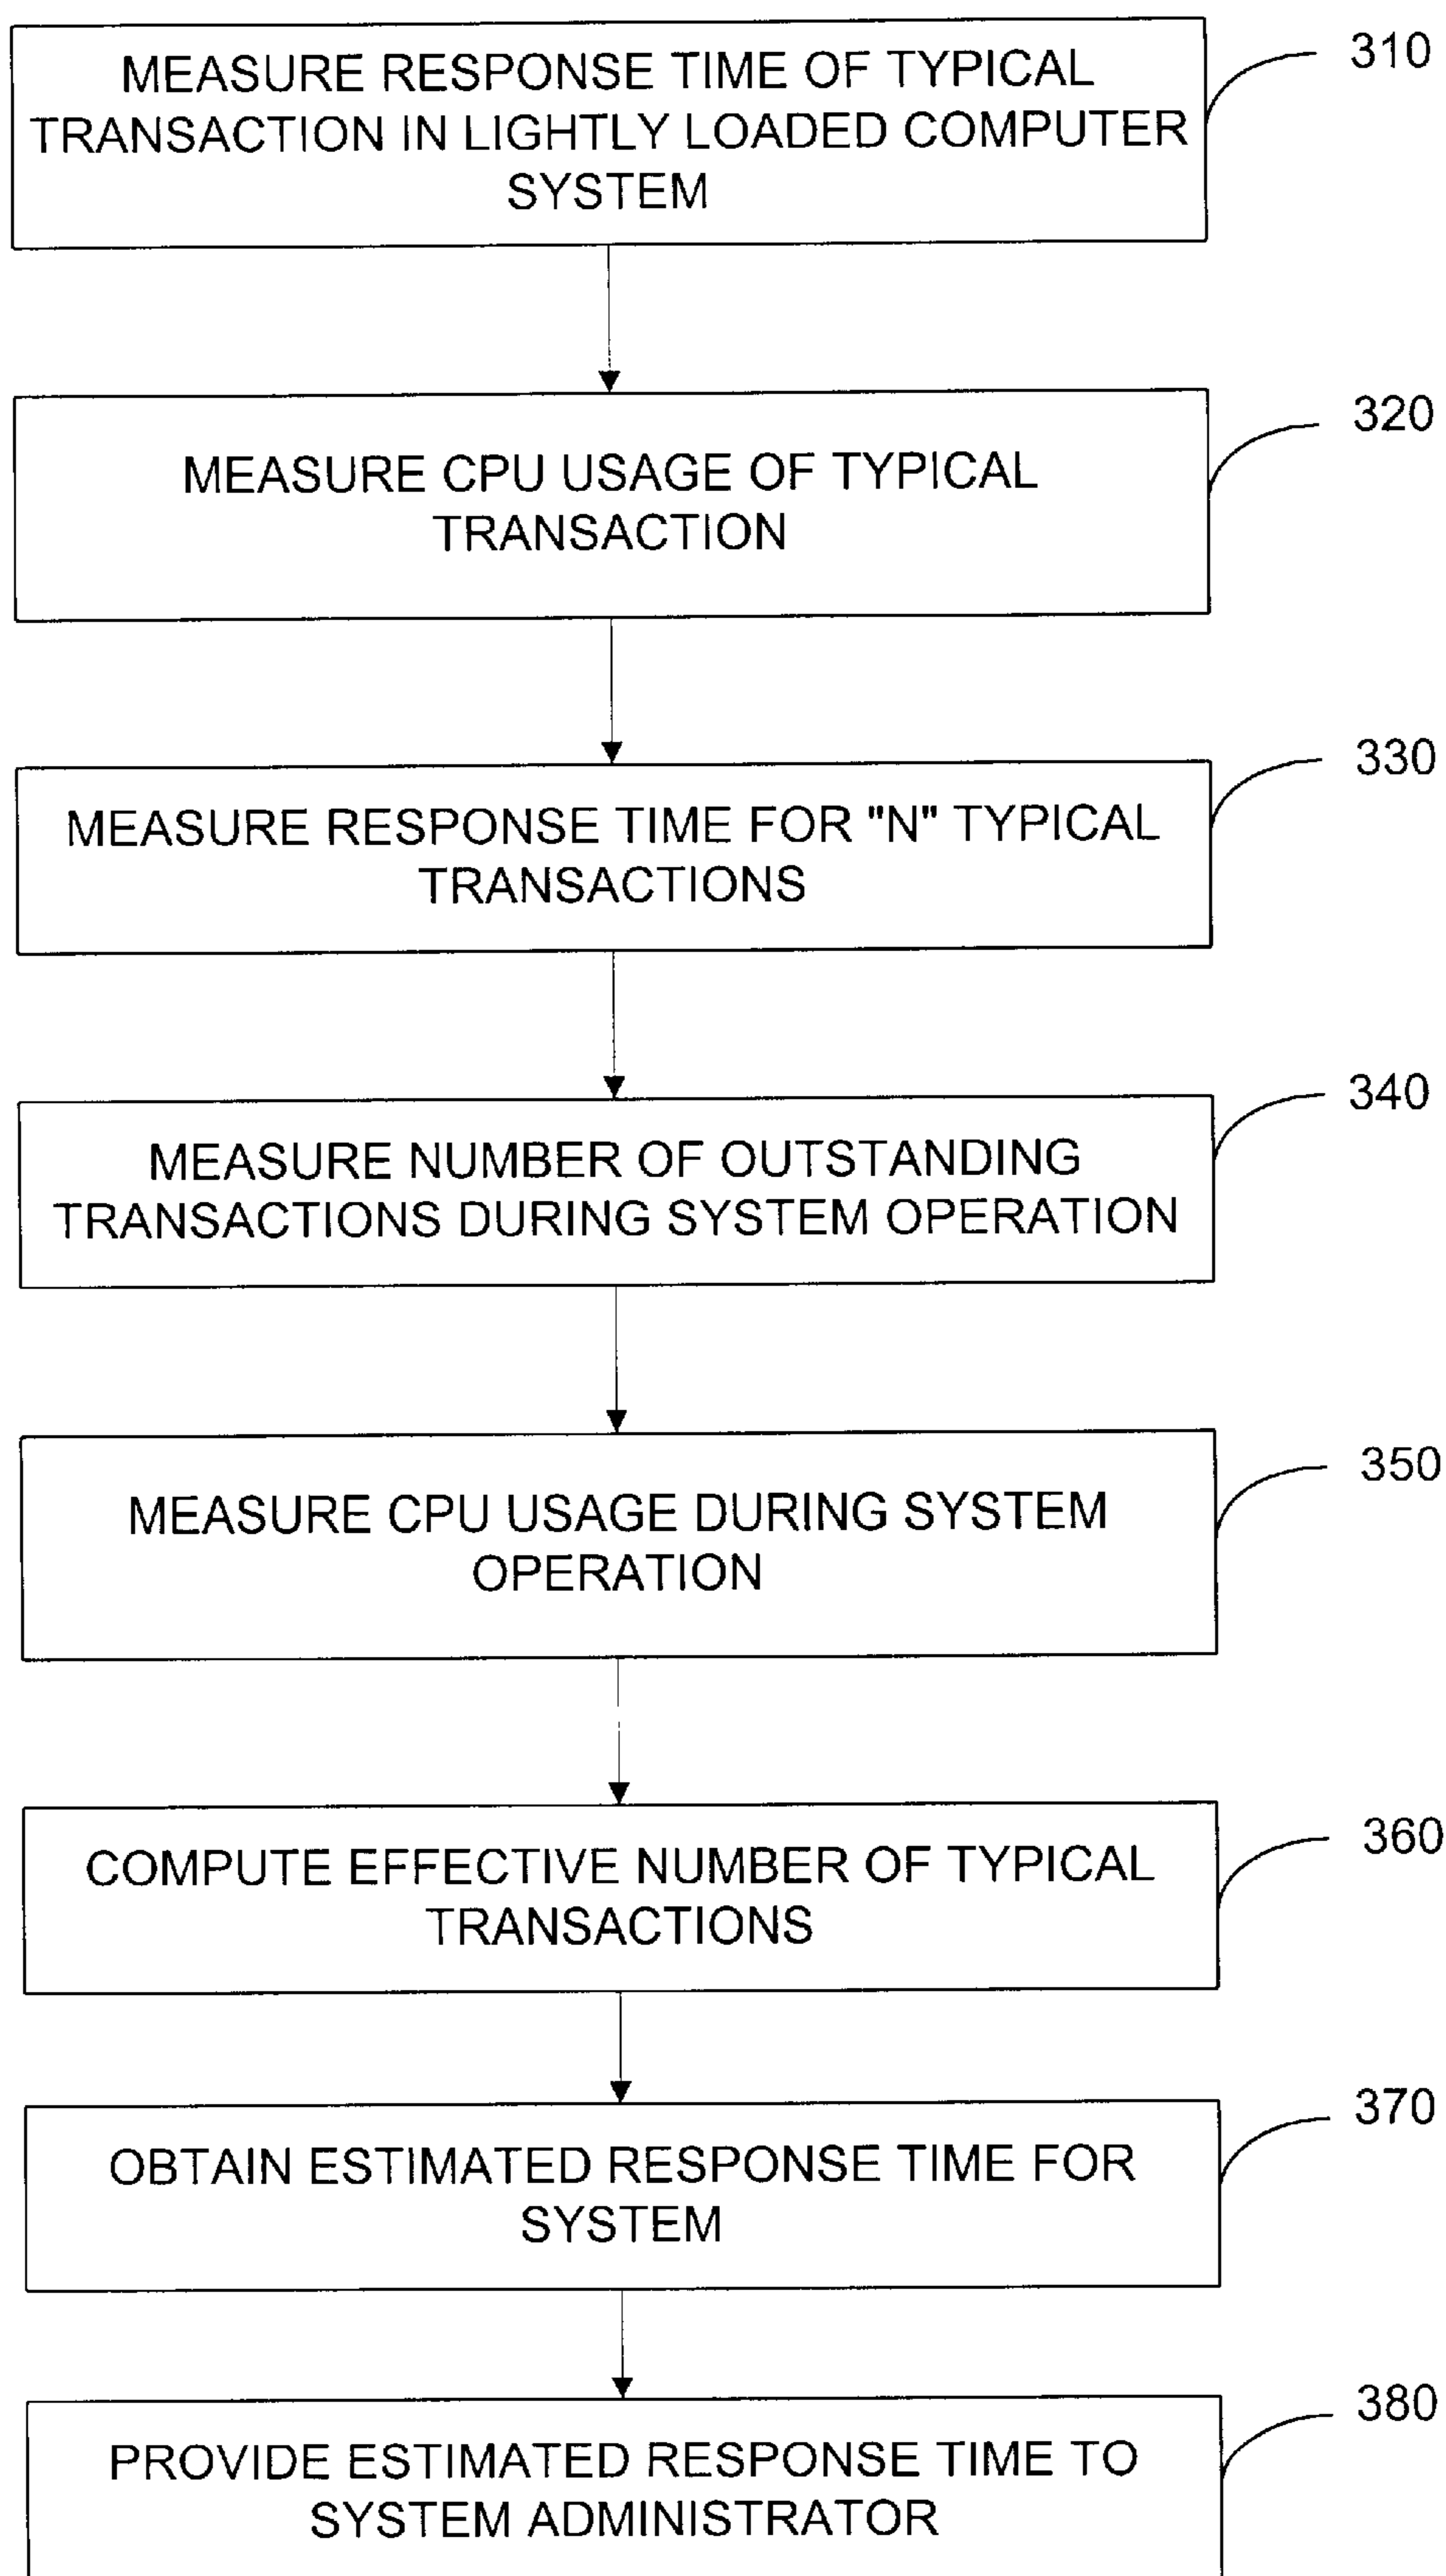 MEASURE RESPONSE TIME OF TYPICAL
TRANSACTION IN LIGHTLY LOADED COMPUTER
SYSTEM
310
MEASURE CPU USAGE OF TYPICAL
TRANSACTION
320
MEASURE RESPONSE TIME FOR "N" TYPICAL
TRANSACTIONS
330
MEASURE NUMBER OF OUTSTANDING
TRANSACTIONS DURING SYSTEM OPERATION
340
MEASURE CPU USAGE DURING SYSTEM
OPERATION
350
COMPUTE EFFECTIVE NUMBER OF TYPICAL
TRANSACTIONS
360
OBTAIN ESTIMATED RESPONSE TIME FOR
SYSTEM
370
PROVIDE ESTIMATED RESPONSE TIME TO
SYSTEM ADMINISTRATOR
380